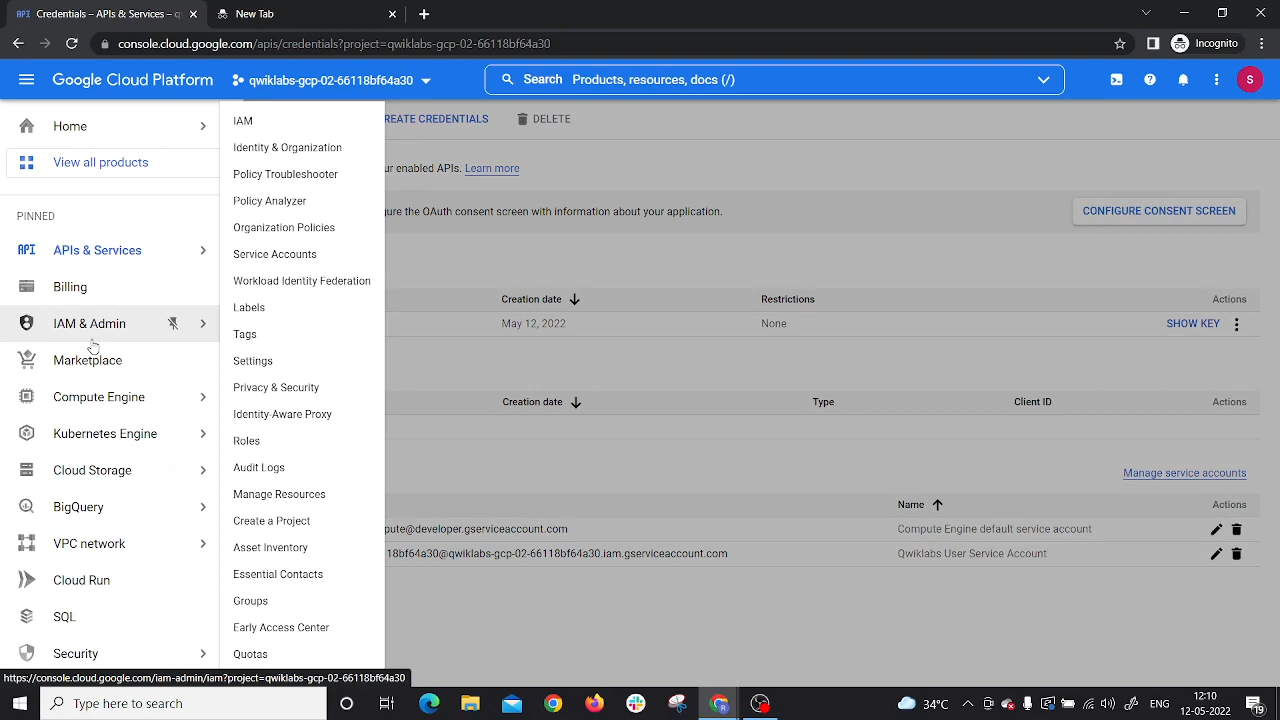 API Credentials – APIs & Services – q
New Tab
console.cloud.google.com/apis/credentials?project=qwiklabs-gcp-02-66118bf64a30
Incognito
Google Cloud Platform
qwiklabs-gcp-02-66118bf64a30
Search Products, resources, docs (/)
S
Home
View all products
PINNED
API APIs & Services
Billing
IAM & Admin
Marketplace
Compute Engine
Kubernetes Engine
Cloud Storage
BigQuery
VPC network
Cloud Run
SQL
Security
IAM
Identity & Organization
Policy Troubleshooter
Policy Analyzer
Organization Policies
Service Accounts
Workload Identity Federation
Labels
Tags
Settings
Privacy & Security
Identity-Aware Proxy
Roles
Audit Logs
Manage Resources
Create a Project
Asset Inventory
Essential Contacts
Groups
Early Access Center
Quotas
REATE CREDENTIALS DELETE
ur enabled APIs. Learn more
ure the OAuth consent screen with information about your application. CONFIGURE CONSENT SCREEN
Creation date Restrictions Actions
May 12, 2022 None SHOW KEY
Creation date Type Client ID Actions
Manage service accounts
Name Actions
pute@developer.gserviceaccount.com Compute Engine default service account
18bf64a30@qwiklabs-gcp-02-66118bf64a30.iam.gserviceaccount.com Qwiklabs User Service Account
https://console.cloud.google.com/iam-admin/iam?project=qwiklabs-gcp-02-66118bf64a30
Type here to search
34°C
ENG
12:10
12-05-2022
19